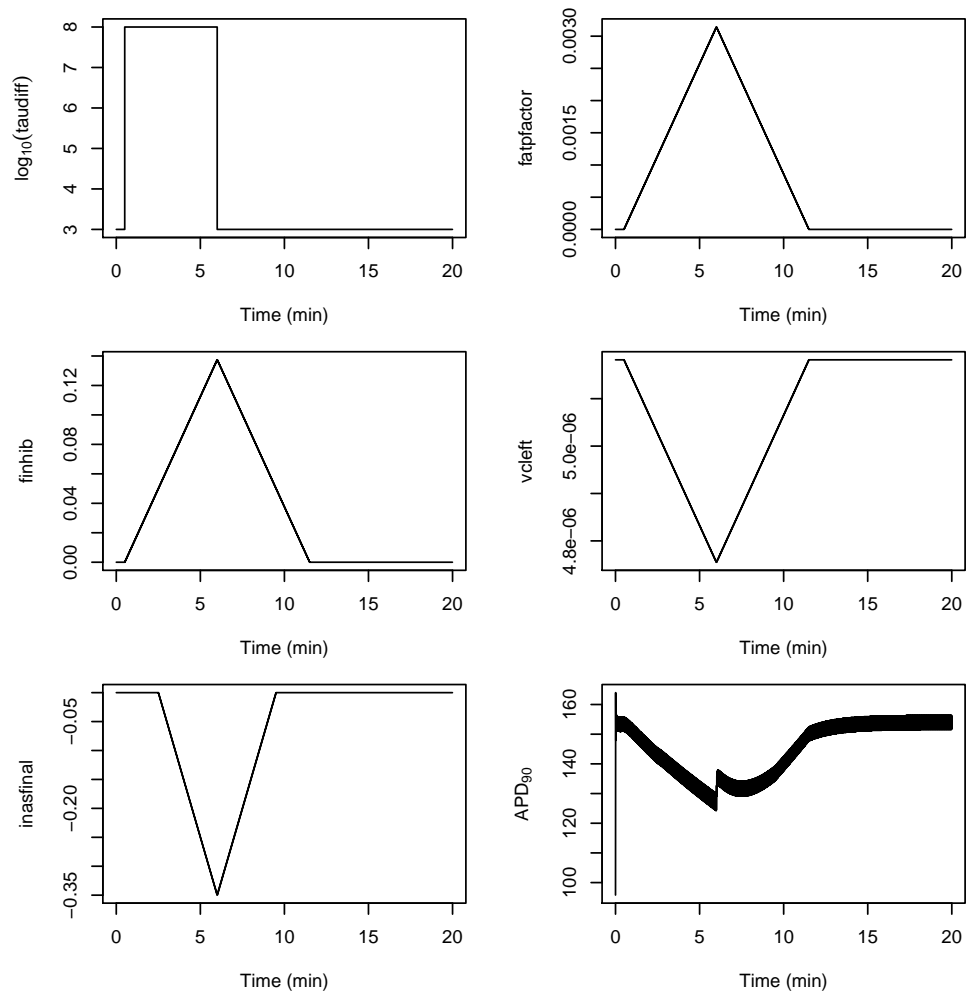 log10(taudiff)
3 4 5 6 7 8
0 5 10 15 20
Time (min)
fatpfactor
0.0000 0.0015 0.0030
0 5 10 15 20
Time (min)
finhib
0.00 0.04 0.08 0.12
0 5 10 15 20
Time (min)
vcleft
4.8e−06 5.0e−06
0 5 10 15 20
Time (min)
inasfinal
−0.35 −0.20 −0.05
0 5 10 15 20
Time (min)
APD90
100 120 140 160
0 5 10 15 20
Time (min)